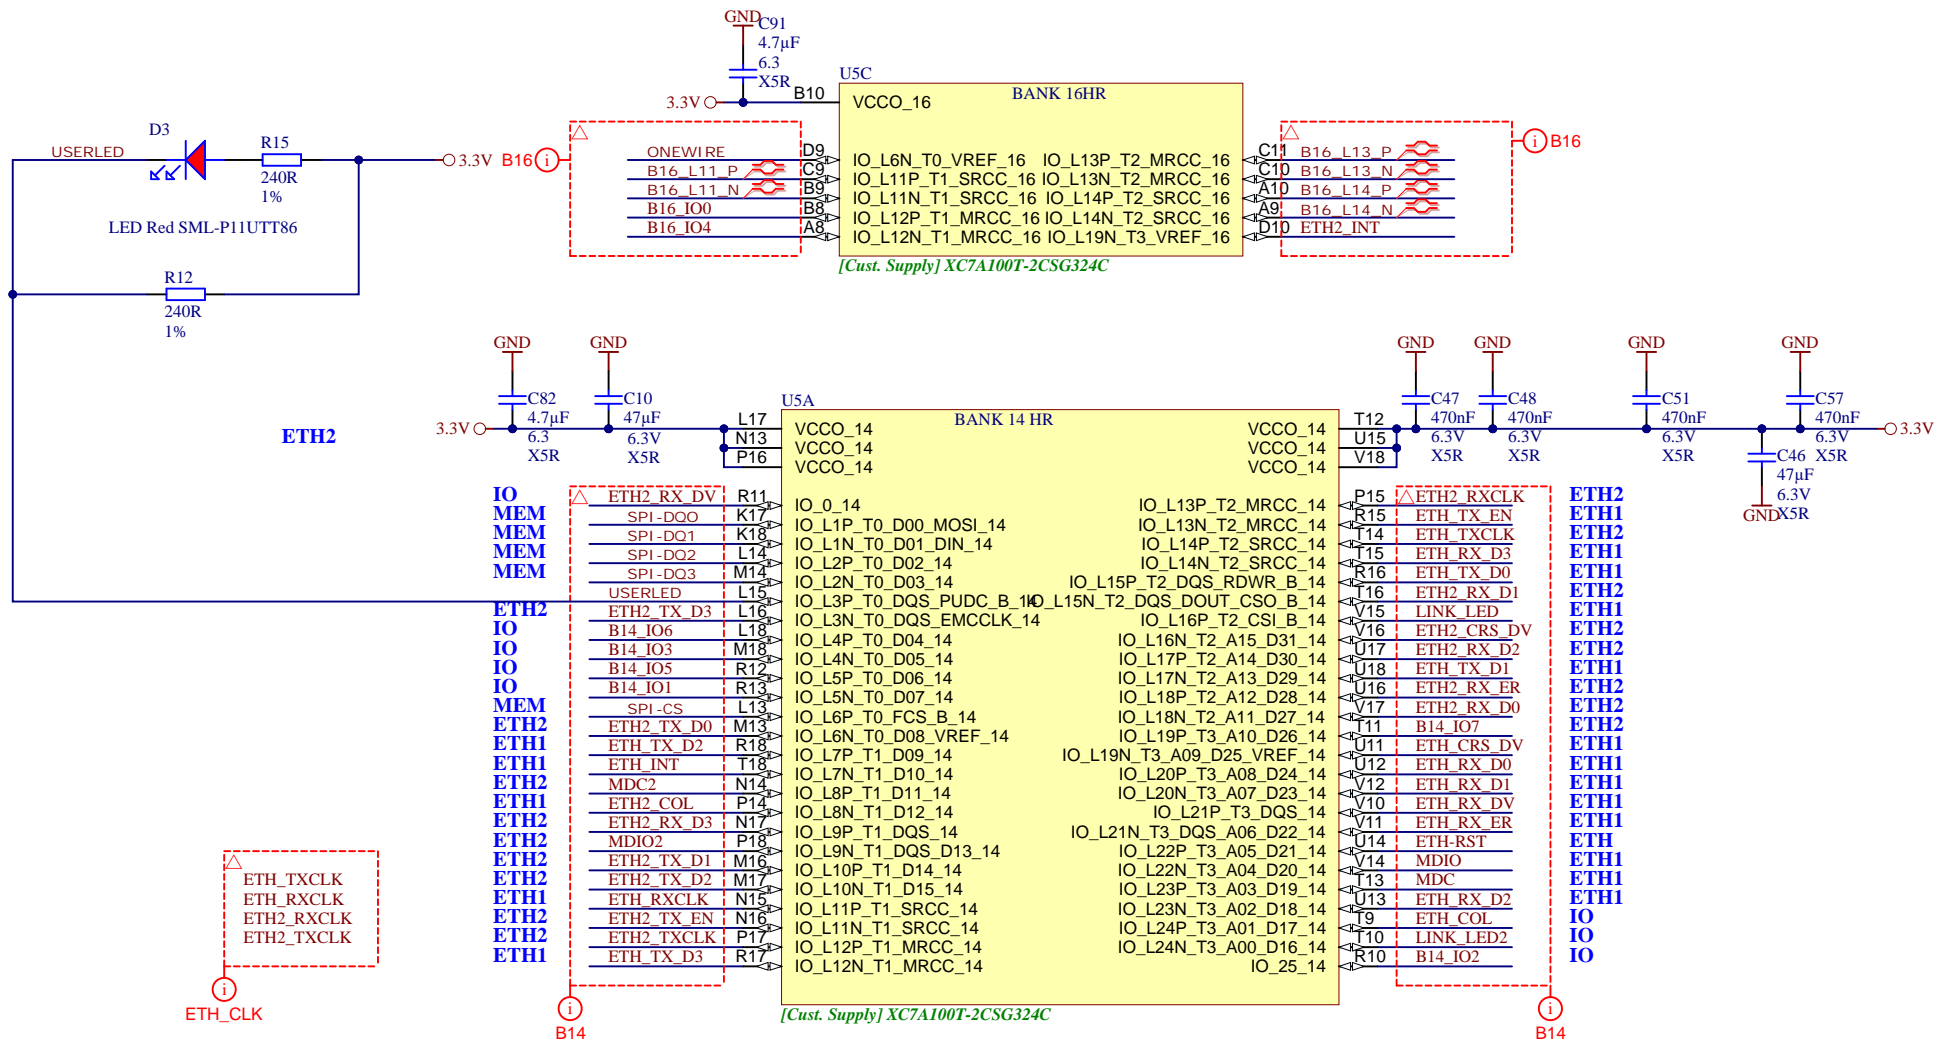 GND
C91
4.7µF
6.3
X5R
3.3V
B10
U5C
BANK 16HR
VCCO_16
D3
USERLED
R15
240R
1%
3.3V
LED Red SML-P11UTT86
R12
240R
1%
B16
i
ONEWIRE D9 IO_L6N_T0_VREF_16 IO_L13P_T2_MRCC_16 C11 B16_L13_P
B16_L11_P C9 IO_L11P_T1_SRCC_16 IO_L13N_T2_MRCC_16 C10 B16_L13_N
B16_L11_N B9 IO_L11N_T1_SRCC_16 IO_L14P_T2_SRCC_16 A10 B16_L14_P
B16_IO0 B8 IO_L12P_T1_MRCC_16 IO_L14N_T2_SRCC_16 A9 B16_L14_N
B16_IO4 A8 IO_L12N_T1_MRCC_16 IO_L19N_T3_VREF_16 D10 ETH2_INT
i
B16
[Cust. Supply] XC7A100T-2CSG324C
ETH2
GND
C82
4.7µF
6.3
X5R
GND
C10
47µF
6.3V
X5R
3.3V
U5A
BANK 14 HR
GND
C47
470nF
6.3V
X5R
GND
C48
470nF
6.3V
X5R
GND
C51
470nF
6.3V
X5R
GND
C57
470nF
6.3V
X5R
3.3V
C46
47µF
6.3V
X5R
GND
L17 VCCO_14 VCCO_14 T12
N13 VCCO_14 VCCO_14 U15
P16 VCCO_14 VCCO_14 V18
IO ETH2_RX_DV R11 IO_0_14 IO_L13P_T2_MRCC_14 P15 ETH2_RXCLK ETH2
MEM SPI-DQ0 K17 IO_L1P_T0_D00_MOSI_14 IO_L13N_T2_MRCC_14 R15 ETH_TX_EN ETH1
MEM SPI-DQ1 K18 IO_L1N_T0_D01_DIN_14 IO_L14P_T2_SRCC_14 T14 ETH_TXCLK ETH2
MEM SPI-DQ2 L14 IO_L2P_T0_D02_14 IO_L14N_T2_SRCC_14 T15 ETH_RX_D3 ETH1
MEM SPI-DQ3 M14 IO_L2N_T0_D03_14 IO_L15P_T2_DQS_RDWR_B_14 R16 ETH_TX_D0 ETH1
USERLED L15 IO_L3P_T0_DQS_PUDC_B_14 IO_L15N_T2_DQS_DOUT_CSO_B_14 T16 ETH2_RX_D1 ETH2
ETH2 ETH2_TX_D3 L16 IO_L3N_T0_DQS_EMCCLK_14 IO_L16P_T2_CSI_B_14 V15 LINK_LED ETH1
IO B14_IO6 L18 IO_L4P_T0_D04_14 IO_L16N_T2_A15_D31_14 V16 ETH2_CRS_DV ETH2
IO B14_IO3 M18 IO_L4N_T0_D05_14 IO_L17P_T2_A14_D30_14 U17 ETH2_RX_D2 ETH2
IO B14_IO5 R12 IO_L5P_T0_D06_14 IO_L17N_T2_A13_D29_14 U18 ETH_TX_D1 ETH1
IO B14_IO1 R13 IO_L5N_T0_D07_14 IO_L18P_T2_A12_D28_14 U16 ETH2_RX_ER ETH2
MEM SPI-CS L13 IO_L6P_T0_FCS_B_14 IO_L18N_T2_A11_D27_14 V17 ETH2_RX_D0 ETH2
ETH2 ETH2_TX_D0 M13 IO_L6N_T0_D08_VREF_14 IO_L19P_T3_A10_D26_14 T11 B14_IO7 ETH2
ETH1 ETH_TX_D2 R18 IO_L7P_T1_D09_14 IO_L19N_T3_A09_D25_VREF_14 U11 ETH_CRS_DV ETH1
ETH1 ETH_INT T18 IO_L7N_T1_D10_14 IO_L20P_T3_A08_D24_14 U12 ETH_RX_D0 ETH1
ETH2 MDC2 N14 IO_L8P_T1_D11_14 IO_L20N_T3_A07_D23_14 V12 ETH_RX_D1 ETH1
ETH1 ETH2_COL P14 IO_L8N_T1_D12_14 IO_L21P_T3_DQS_14 V10 ETH_RX_DV ETH1
ETH2 ETH2_RX_D3 N17 IO_L9P_T1_DQS_14 IO_L21N_T3_DQS_A06_D22_14 V11 ETH_RX_ER ETH1
ETH2 MDIO2 P18 IO_L9N_T1_DQS_D13_14 IO_L22P_T3_A05_D21_14 U14 ETH-RST ETH
ETH2 ETH2_TX_D1 M16 IO_L10P_T1_D14_14 IO_L22N_T3_A04_D20_14 V14 MDIO ETH1
ETH2 ETH2_TX_D2 M17 IO_L10N_T1_D15_14 IO_L23P_T3_A03_D19_14 T13 MDC ETH1
ETH1 ETH_RXCLK N15 IO_L11P_T1_SRCC_14 IO_L23N_T3_A02_D18_14 U13 ETH_RX_D2 ETH1
ETH2 ETH2_TX_EN N16 IO_L11N_T1_SRCC_14 IO_L24P_T3_A01_D17_14 T9 ETH_COL IO
ETH2 ETH2_TXCLK P17 IO_L12P_T1_MRCC_14 IO_L24N_T3_A00_D16_14 T10 LINK_LED2 IO
ETH1 ETH_TX_D3 R17 IO_L12N_T1_MRCC_14 IO_25_14 R10 B14_IO2 IO
ETH_TXCLK
ETH_RXCLK
ETH2_RXCLK
ETH2_TXCLK
i
ETH_CLK
i
B14
[Cust. Supply] XC7A100T-2CSG324C
i
B14